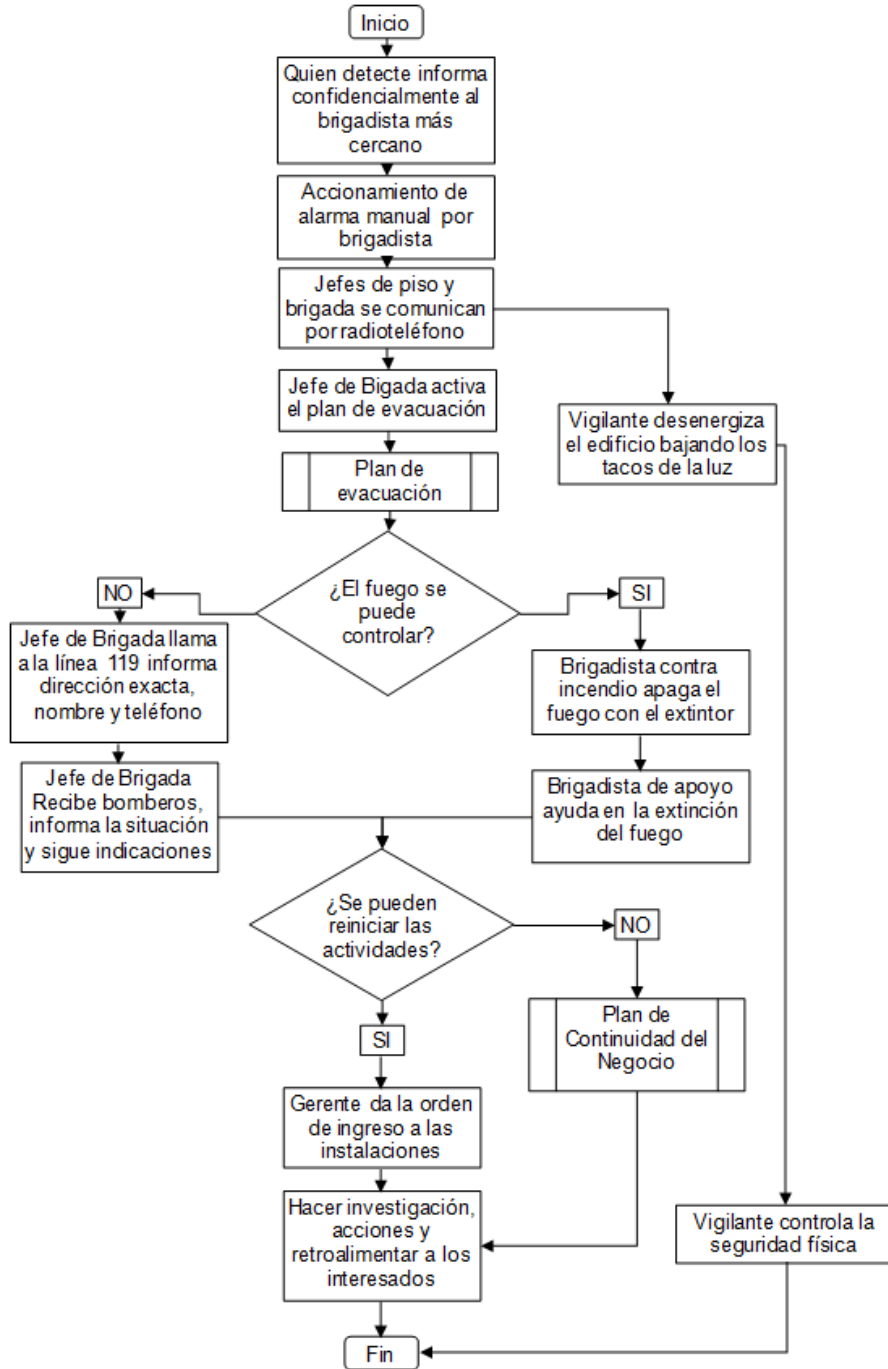 Inicio
Quien detecte informa
confidencialmente al
brigadista más
cercano
Accionamiento de
alarma manual por
brigadista
Jefes de piso y
brigada se comunican
por radioteléfono
Jefe de Bigada activa
el plan de evacuación
Vigilante desenergiza
el edificio bajando los
tacos de la luz
Plan de
evacuación
¿El fuego se
puede
controlar?
NO
SI
Jefe de Brigada llama
a la línea 119 informa
dirección exacta,
nombre y teléfono
Brigadista contra
incendio apaga el
fuego con el extintor
Jefe de Brigada
Recibe bomberos,
informa la situación
y sigue indicaciones
Brigadista de apoyo
ayuda en la extinción
del fuego
¿Se pueden
reiniciar las
actividades?
NO
SI
Plan de
Continuidad del
Negocio
Gerente da la orden
de ingreso a las
instalaciones
Hacer investigación,
acciones y
retroalimentar a los
interesados
Vigilante controla la
seguridad física
Fin